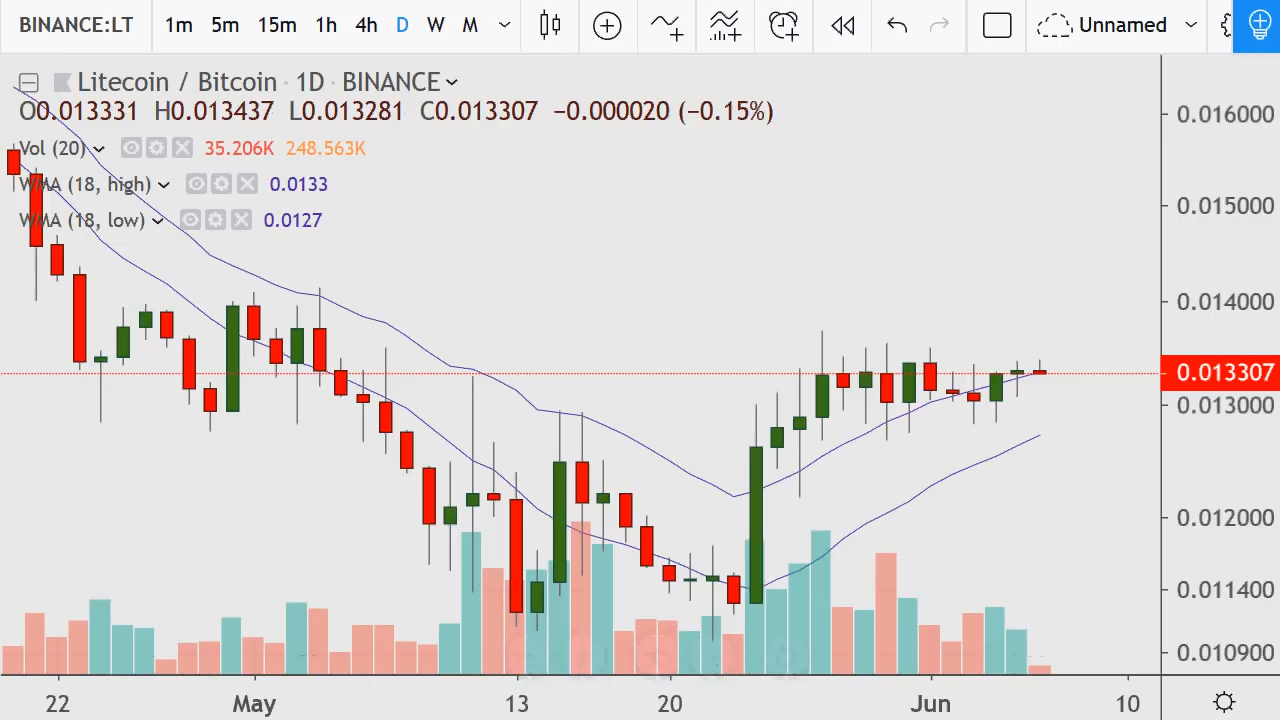 BINANCE:LT 1m 5m 15m 1h 4h D W M Unnamed
Litecoin / Bitcoin · 1D · BINANCE
O0.013331 H0.013437 L0.013281 C0.013307 −0.000020 (−0.15%)
Vol (20) 35.206K 248.563K
WMA (18, high) 0.0133
WMA (18, low) 0.0127
0.016000
0.015000
0.014000
0.013307
0.013000
0.012000
0.011400
0.010900
22 May 13 20 Jun 10